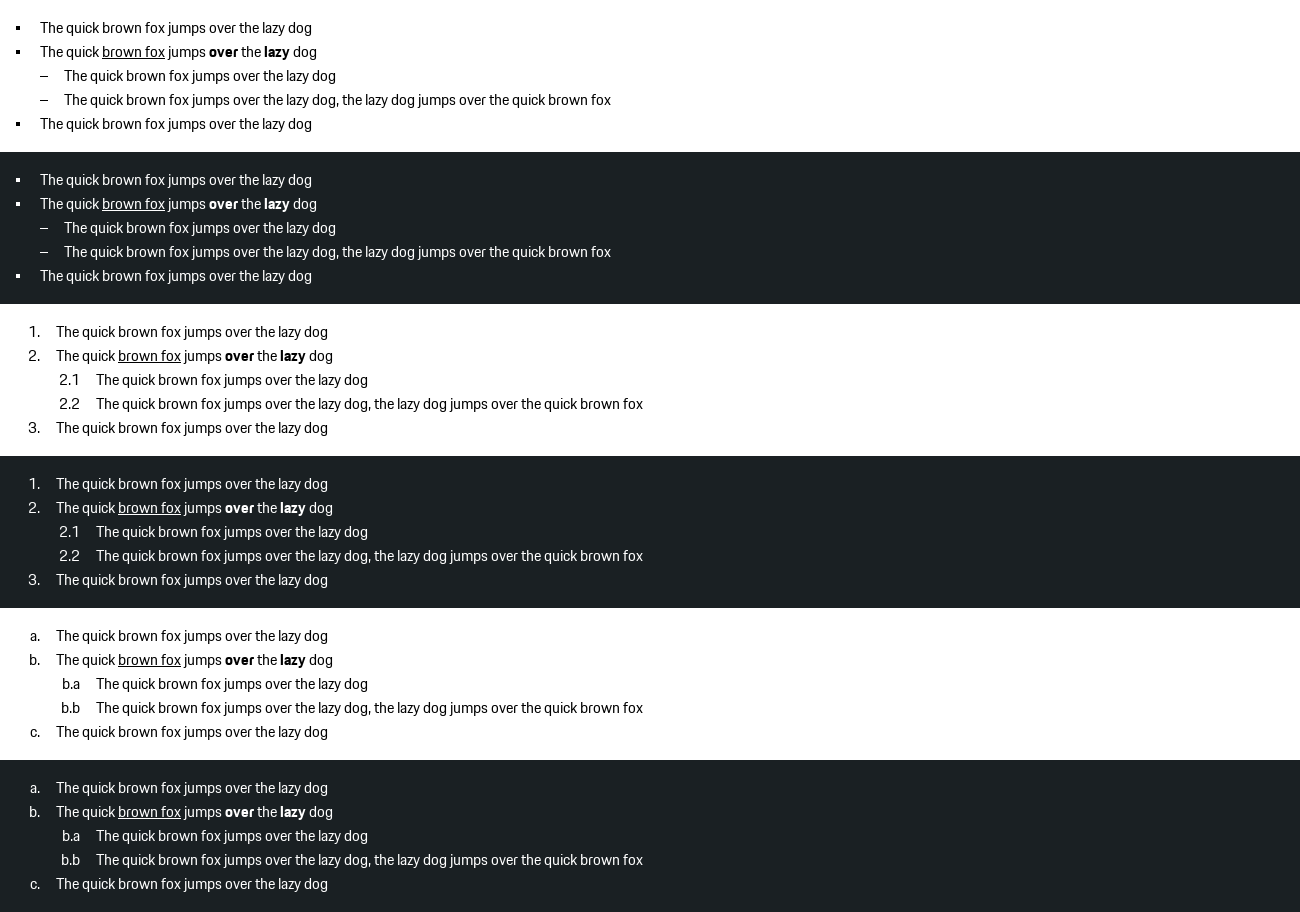 ▪ The quick brown fox jumps over the lazy dog
▪ The quick brown fox jumps over the lazy dog
– The quick brown fox jumps over the lazy dog
– The quick brown fox jumps over the lazy dog, the lazy dog jumps over the quick brown fox
▪ The quick brown fox jumps over the lazy dog
▪ The quick brown fox jumps over the lazy dog
▪ The quick brown fox jumps over the lazy dog
– The quick brown fox jumps over the lazy dog
– The quick brown fox jumps over the lazy dog, the lazy dog jumps over the quick brown fox
▪ The quick brown fox jumps over the lazy dog
1. The quick brown fox jumps over the lazy dog
2. The quick brown fox jumps over the lazy dog
2.1 The quick brown fox jumps over the lazy dog
2.2 The quick brown fox jumps over the lazy dog, the lazy dog jumps over the quick brown fox
3. The quick brown fox jumps over the lazy dog
1. The quick brown fox jumps over the lazy dog
2. The quick brown fox jumps over the lazy dog
2.1 The quick brown fox jumps over the lazy dog
2.2 The quick brown fox jumps over the lazy dog, the lazy dog jumps over the quick brown fox
3. The quick brown fox jumps over the lazy dog
a. The quick brown fox jumps over the lazy dog
b. The quick brown fox jumps over the lazy dog
b.a The quick brown fox jumps over the lazy dog
b.b The quick brown fox jumps over the lazy dog, the lazy dog jumps over the quick brown fox
c. The quick brown fox jumps over the lazy dog
a. The quick brown fox jumps over the lazy dog
b. The quick brown fox jumps over the lazy dog
b.a The quick brown fox jumps over the lazy dog
b.b The quick brown fox jumps over the lazy dog, the lazy dog jumps over the quick brown fox
c. The quick brown fox jumps over the lazy dog